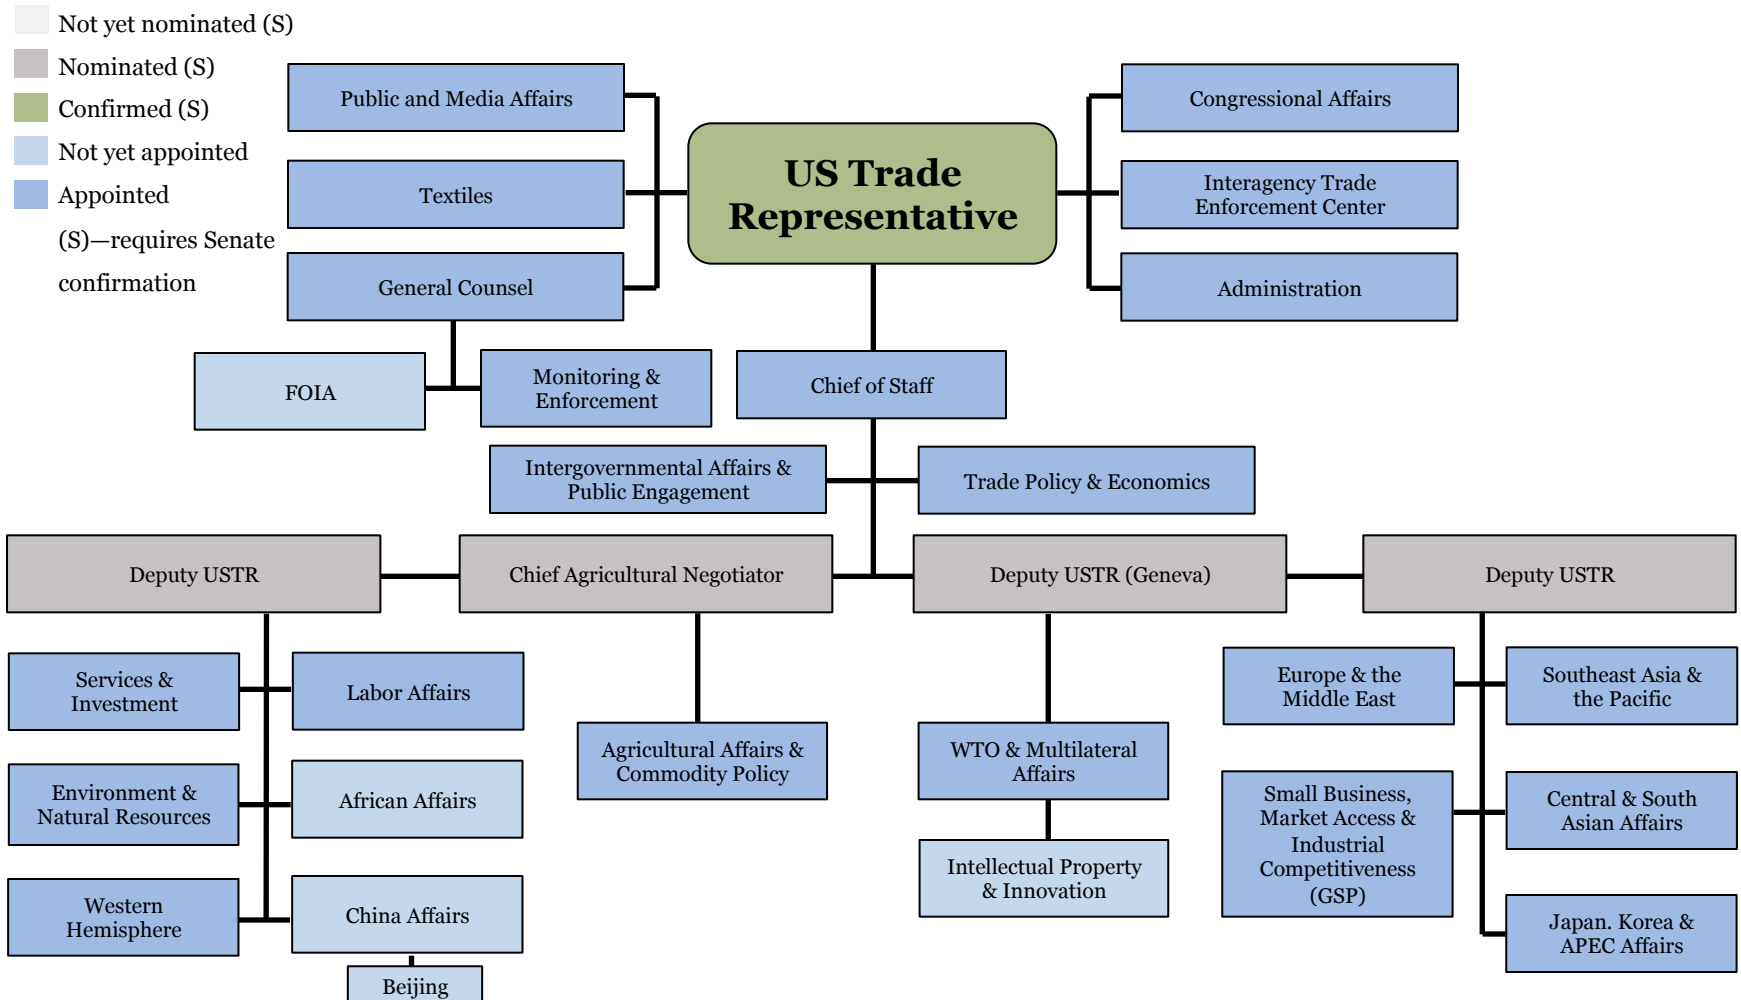 Not yet nominated (S)
Nominated (S)
Confirmed (S)
Not yet appointed
Appointed
(S)—requires Senate
confirmation
Public and Media Affairs
Textiles
General Counsel
US Trade
Representative
Congressional Affairs
Interagency Trade
Enforcement Center
Administration
FOIA
Monitoring &
Enforcement
Chief of Staff
Intergovernmental Affairs &
Public Engagement
Trade Policy & Economics
Deputy USTR
Chief Agricultural Negotiator
Deputy USTR (Geneva)
Deputy USTR
Services &
Investment
Labor Affairs
Environment &
Natural Resources
African Affairs
Western
Hemisphere
China Affairs
Beijing
Agricultural Affairs &
Commodity Policy
WTO & Multilateral
Affairs
Intellectual Property
& Innovation
Europe & the
Middle East
Southeast Asia &
the Pacific
Small Business,
Market Access &
Industrial
Competitiveness
(GSP)
Central & South
Asian Affairs
Japan. Korea &
APEC Affairs